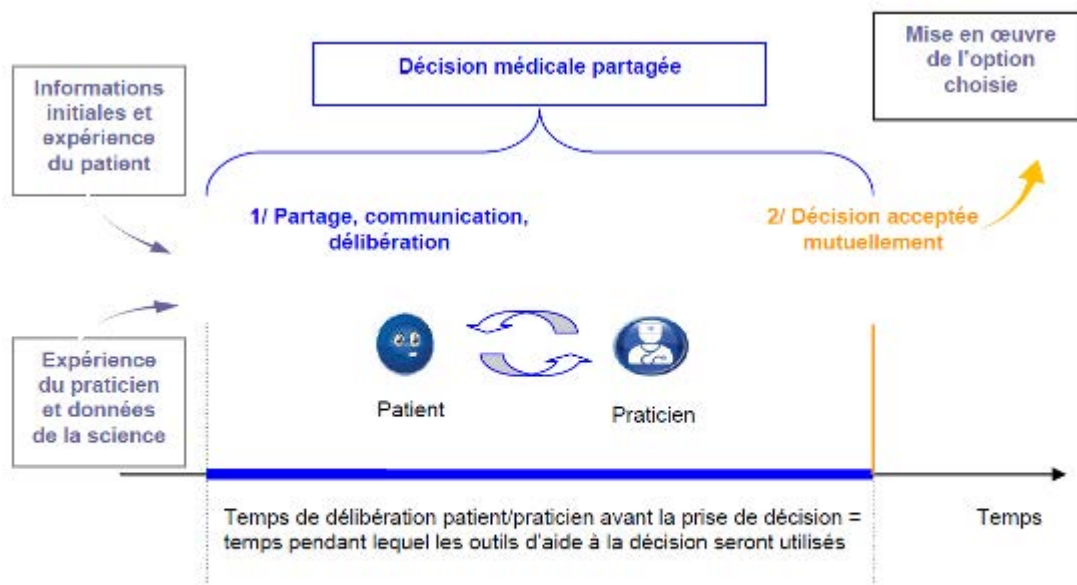 Décision médicale partagée
Mise en œuvre
de l'option
choisie
Informations
initiales et
expérience
du patient
1/ Partage, communication,
délibération
2/ Décision acceptée
mutuellement
Expérience
du praticien
et données
de la science
Patient
Praticien
Temps de délibération patient/praticien avant la prise de décision =
temps pendant lequel les outils d'aide à la décision seront utilisés
Temps